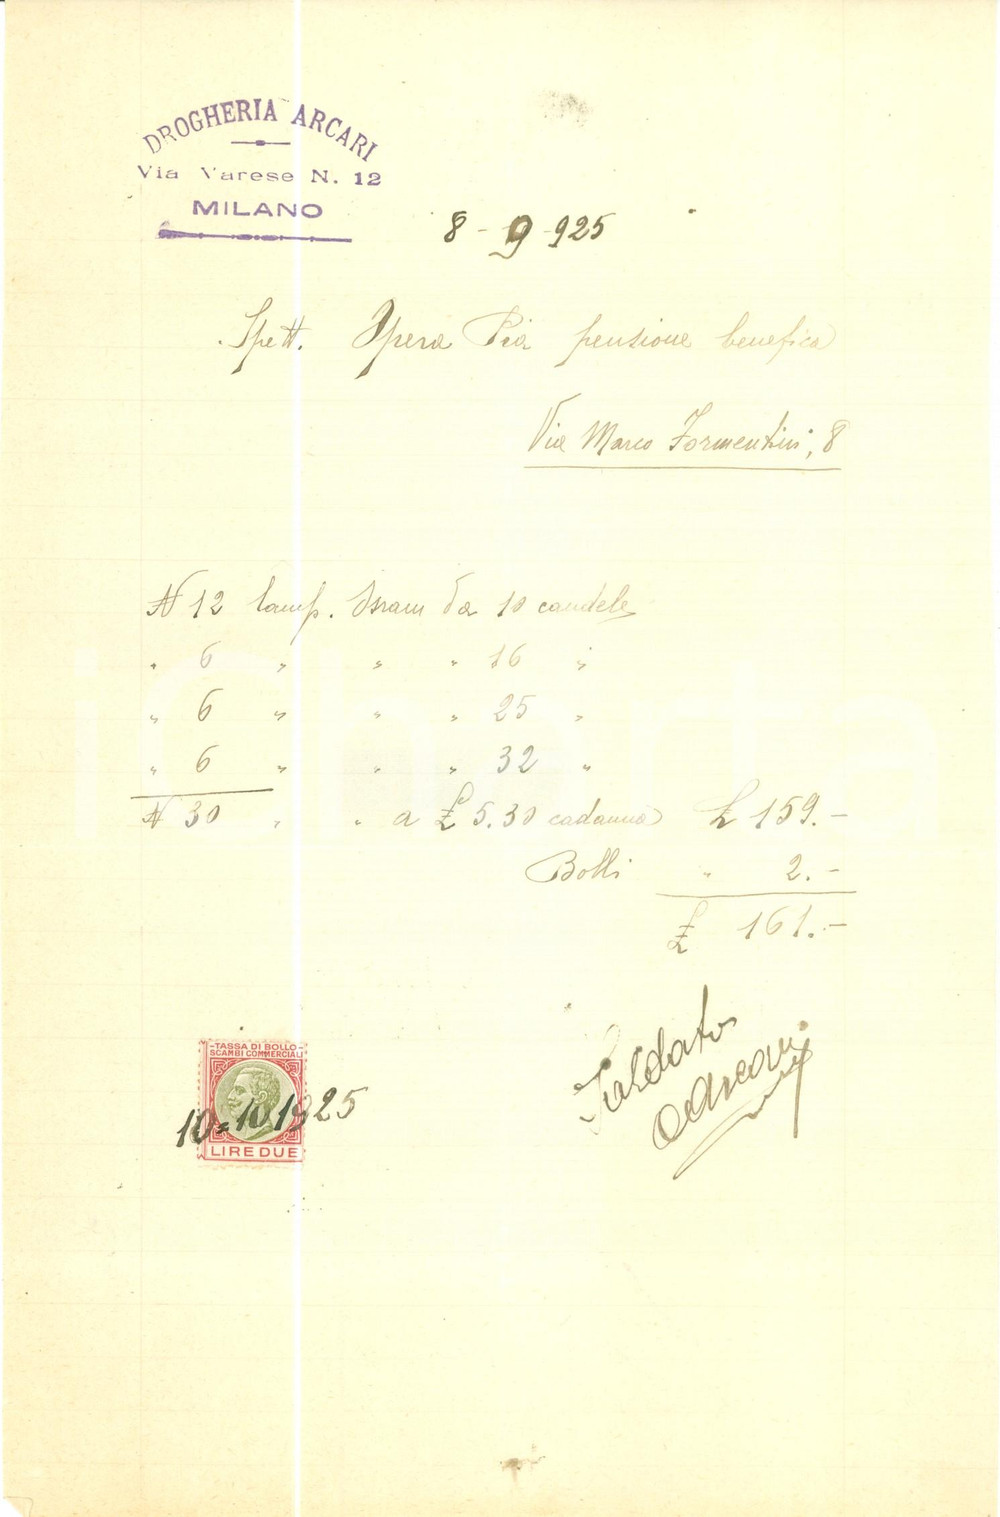 DROGHERIA ARCARI
Via Varese N. 12
MILANO
8 - 9 - 925
Spett. Opera Pia pensione benefica
Via Marco Formentini, 8
N 12 lamp. Osram da 10 candele
" 6 " " " 16 "
" 6 " " " 25 "
" 6 " " " 32 "
N 30 " " a £ 5.30 cadauna £ 159.-
Bolli " 2.-
£ 161.-
Saldato
Arcari
-TASSA DI BOLLO-
SCAMBI COMMERCIALI
10=10 1925
LIRE DUE
iCharta